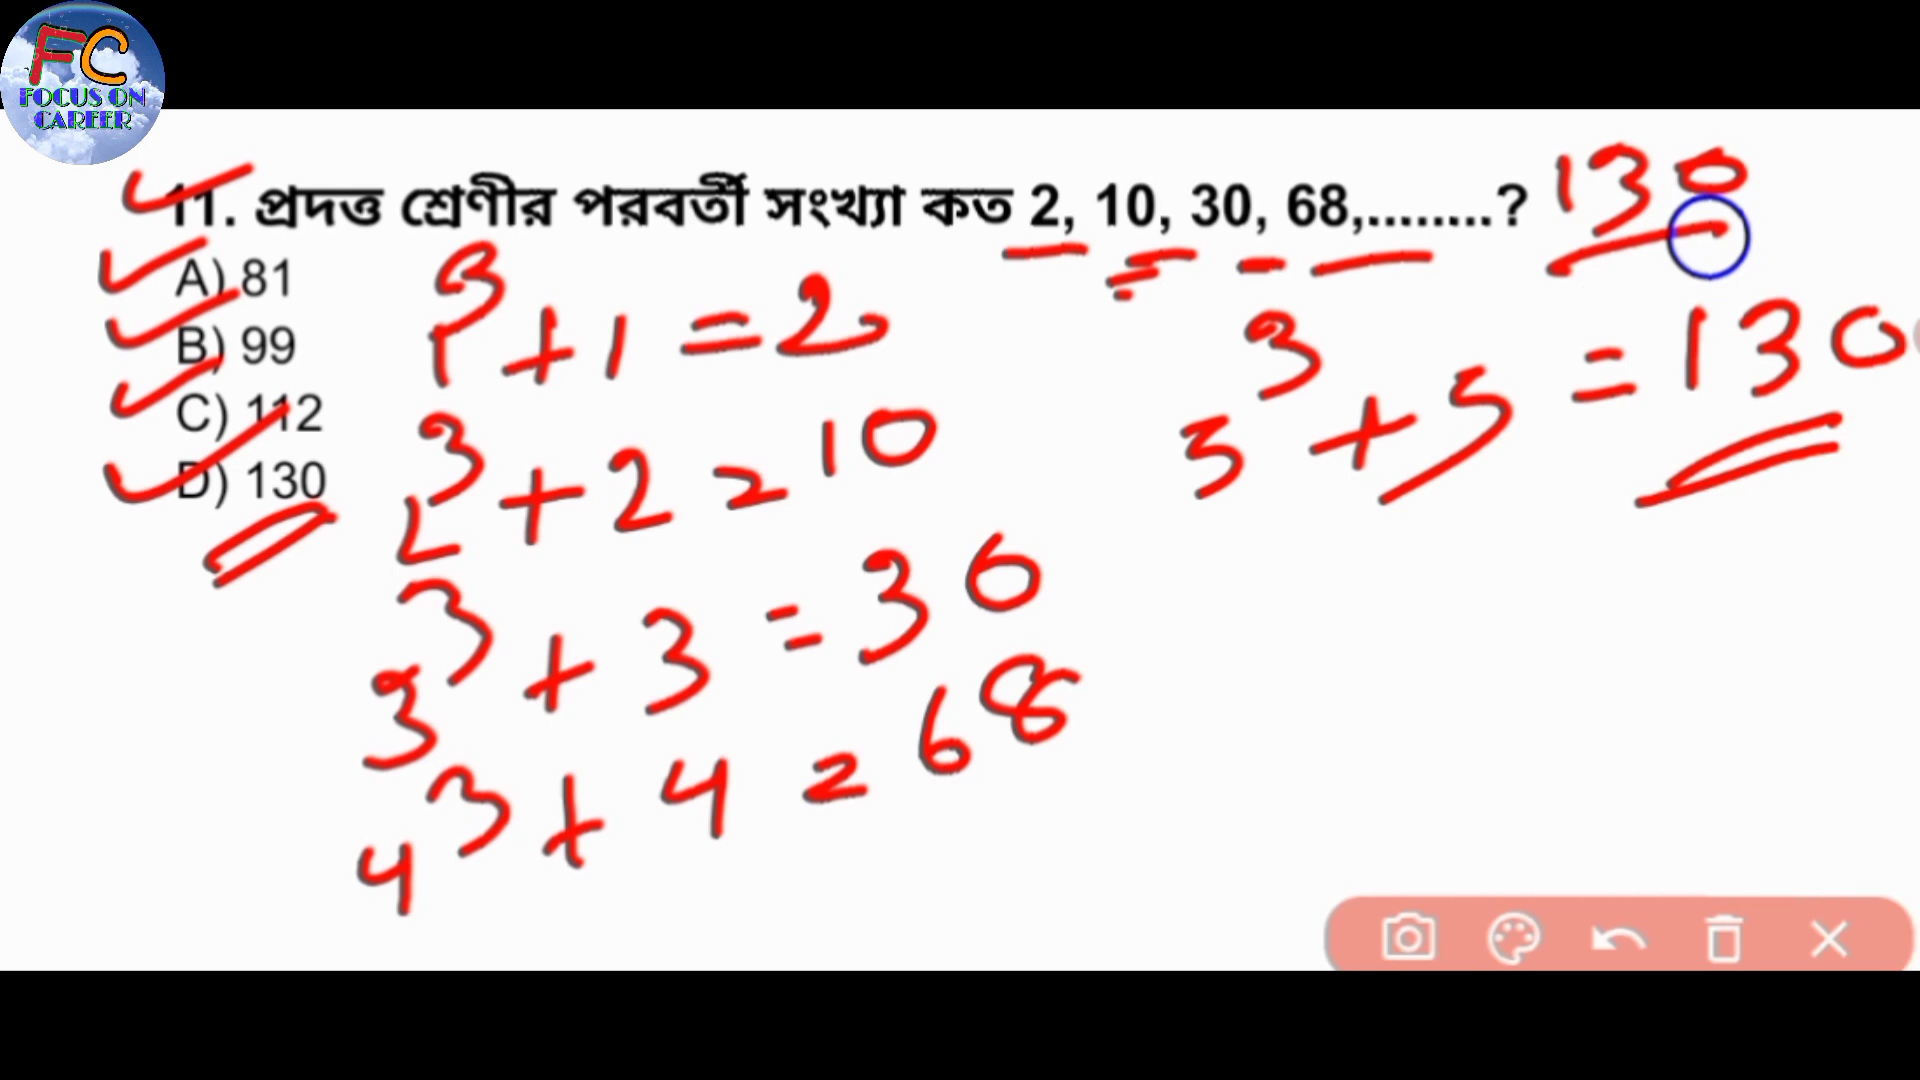 FC
FOCUS ON
CAREER
11. প্রদত্ত শ্রেণীর পরবর্তী সংখ্যা কত 2, 10, 30, 68,.........? 130
A) 81
B) 99
C) 112
D) 130
1³ + 1 = 2
2³ + 2 = 10
3³ + 3 = 30
4³ + 4 = 68
5³ + 5 = 130